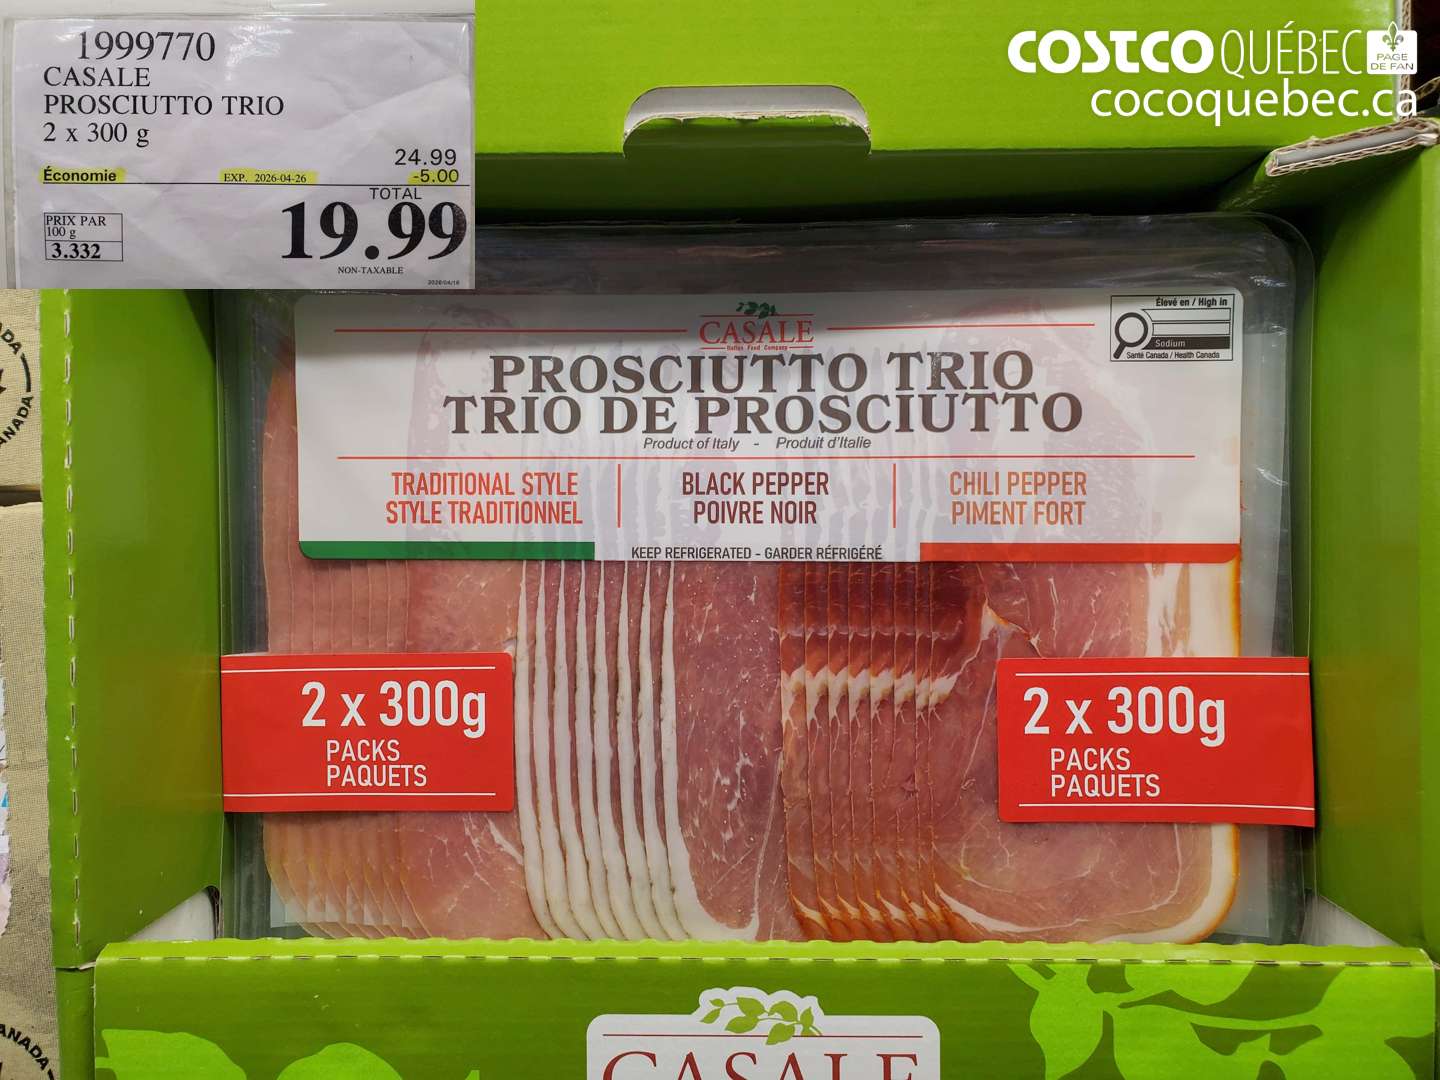 1999770
CASALE
PROSCIUTTO TRIO
2 x 300 g
24.99
Économie EXP. 2026-04-26 -5.00
TOTAL
19.99
PRIX PAR
100 g
3.332
NON-TAXABLE
COSTCO QUÉBEC
PAGE
DE FAN
cocoquebec.ca
CASALE
Italian Food Company
Élevé en / High in
Sodium
Santé Canada / Health Canada
PROSCIUTTO TRIO
TRIO DE PROSCIUTTO
Product of Italy - Produit d'Italie
TRADITIONAL STYLE
STYLE TRADITIONNEL
BLACK PEPPER
POIVRE NOIR
CHILI PEPPER
PIMENT FORT
KEEP REFRIGERATED - GARDER RÉFRIGÉRÉ
2 x 300g
PACKS
PAQUETS
2 x 300g
PACKS
PAQUETS
CASALE